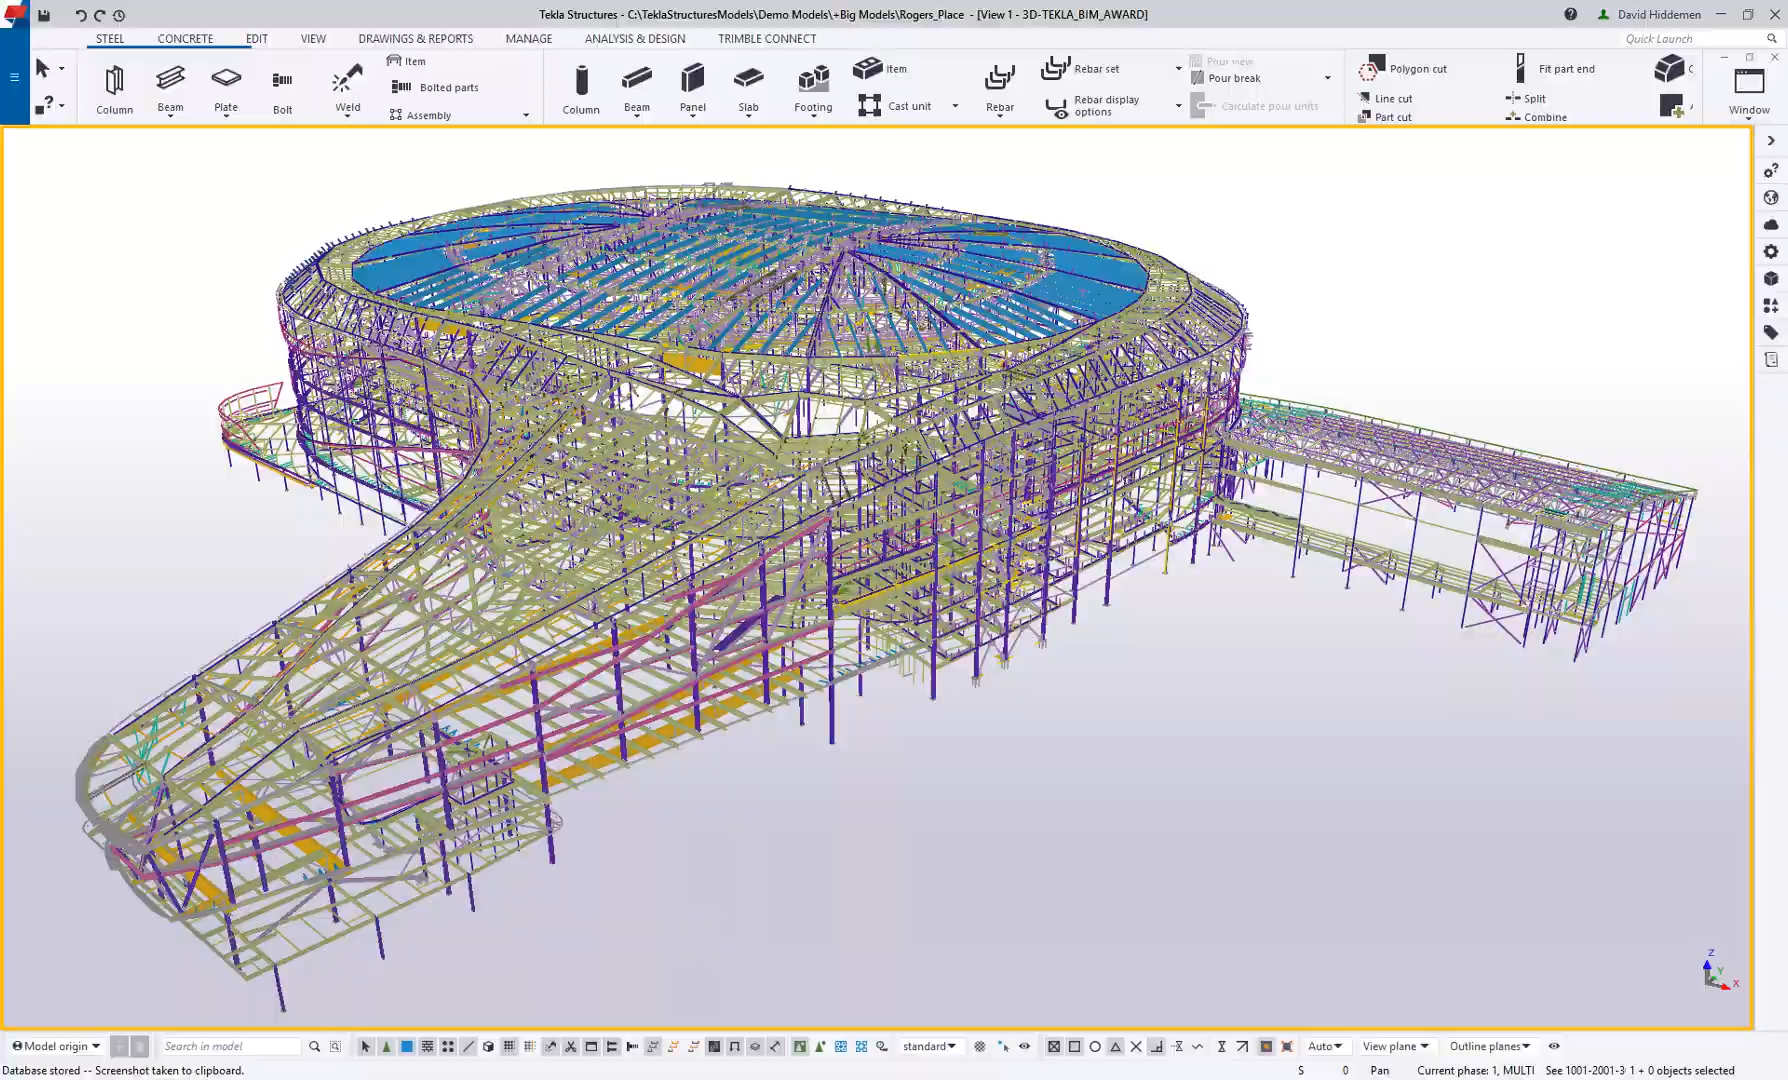 Tekla Structures - C:\TeklaStructuresModels\Demo Models\+Big Models\Rogers_Place - [View 1 - 3D-TEKLA_BIM_AWARD]
David Hiddemen
STEEL CONCRETE EDIT VIEW DRAWINGS & REPORTS MANAGE ANALYSIS & DESIGN TRIMBLE CONNECT
Quick Launch
Item
Bolted parts
Assembly
Column Beam Plate Bolt Weld
Column Beam Panel Slab Footing
Item
Cast unit
Rebar
Rebar set
Rebar display
options
Pour view
Pour break
Calculate pour units
Polygon cut
Line cut
Part cut
Fit part end
Split
Combine
Window
Z
Y
X
Model origin
Search in model
standard
Auto
View plane
Outline planes
Database stored -- Screenshot taken to clipboard.
S 0 Pan Current phase: 1, MULTI See 1001-2001-3 1 + 0 objects selected